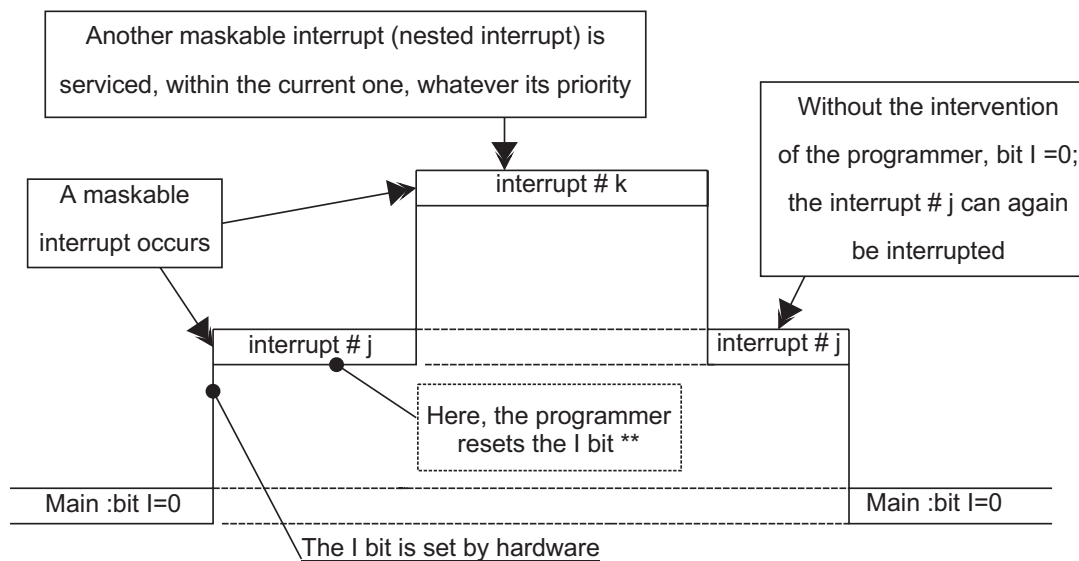 Another maskable interrupt (nested interrupt) is
serviced, within the current one, whatever its priority
Without the intervention
of the programmer, bit I =0;
the interrupt # j can again
be interrupted
A maskable
interrupt occurs
interrupt # k
interrupt # j
interrupt # j
Here, the programmer
resets the I bit **
Main :bit I=0
Main :bit I=0
The I bit is set by hardware